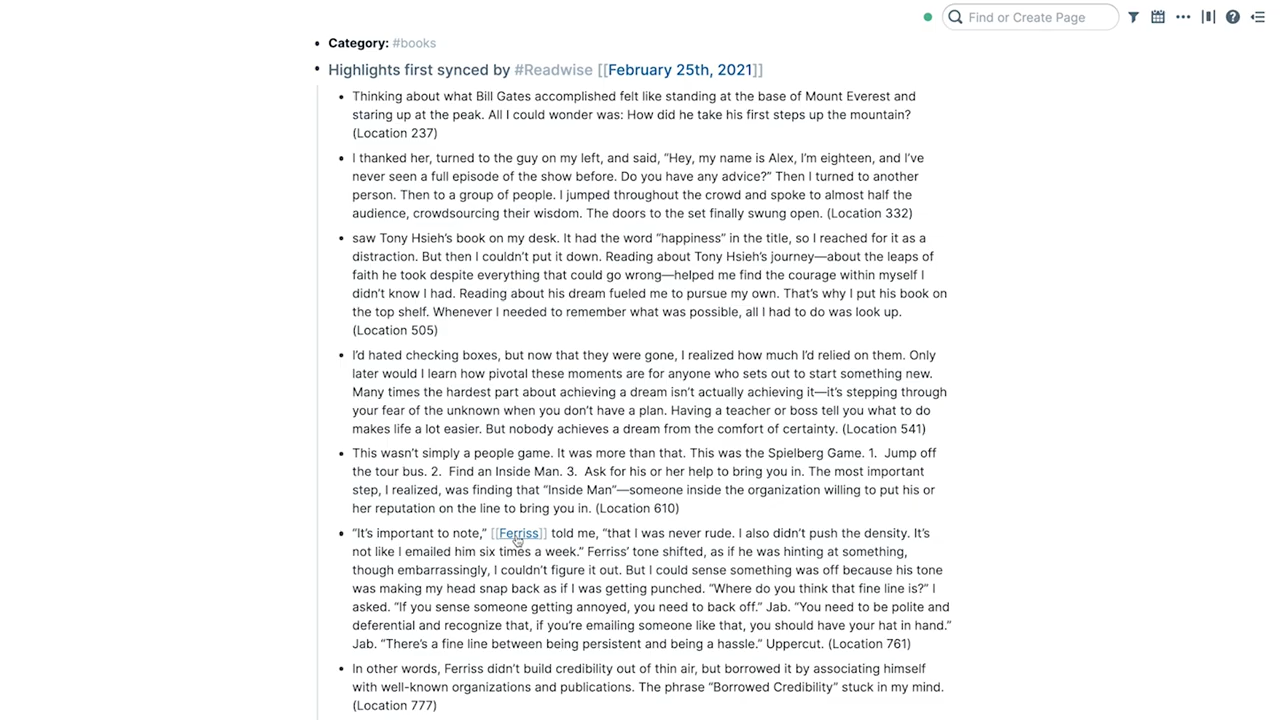 Find or Create Page
Category: #books
Highlights first synced by #Readwise [[February 25th, 2021]]
Thinking about what Bill Gates accomplished felt like standing at the base of Mount Everest and
staring up at the peak. All I could wonder was: How did he take his first steps up the mountain?
(Location 237)
I thanked her, turned to the guy on my left, and said, “Hey, my name is Alex, I’m eighteen, and I’ve
never seen a full episode of the show before. Do you have any advice?” Then I turned to another
person. Then to a group of people. I jumped throughout the crowd and spoke to almost half the
audience, crowdsourcing their wisdom. The doors to the set finally swung open. (Location 332)
saw Tony Hsieh’s book on my desk. It had the word “happiness” in the title, so I reached for it as a
distraction. But then I couldn’t put it down. Reading about Tony Hsieh’s journey—about the leaps of
faith he took despite everything that could go wrong—helped me find the courage within myself I
didn’t know I had. Reading about his dream fueled me to pursue my own. That’s why I put his book on
the top shelf. Whenever I needed to remember what was possible, all I had to do was look up.
(Location 505)
I’d hated checking boxes, but now that they were gone, I realized how much I’d relied on them. Only
later would I learn how pivotal these moments are for anyone who sets out to start something new.
Many times the hardest part about achieving a dream isn’t actually achieving it—it’s stepping through
your fear of the unknown when you don’t have a plan. Having a teacher or boss tell you what to do
makes life a lot easier. But nobody achieves a dream from the comfort of certainty. (Location 541)
This wasn’t simply a people game. It was more than that. This was the Spielberg Game. 1. Jump off
the tour bus. 2. Find an Inside Man. 3. Ask for his or her help to bring you in. The most important
step, I realized, was finding that “Inside Man”—someone inside the organization willing to put his or
her reputation on the line to bring you in. (Location 610)
“It’s important to note,” [[Ferriss]] told me, “that I was never rude. I also didn’t push the density. It’s
not like I emailed him six times a week.” Ferriss’ tone shifted, as if he was hinting at something,
though embarrassingly, I couldn’t figure it out. But I could sense something was off because his tone
was making my head snap back as if I was getting punched. “Where do you think that fine line is?” I
asked. “If you sense someone getting annoyed, you need to back off.” Jab. “You need to be polite and
deferential and recognize that, if you’re emailing someone like that, you should have your hat in hand.”
Jab. “There’s a fine line between being persistent and being a hassle.” Uppercut. (Location 761)
In other words, Ferriss didn’t build credibility out of thin air, but borrowed it by associating himself
with well-known organizations and publications. The phrase “Borrowed Credibility” stuck in my mind.
(Location 777)